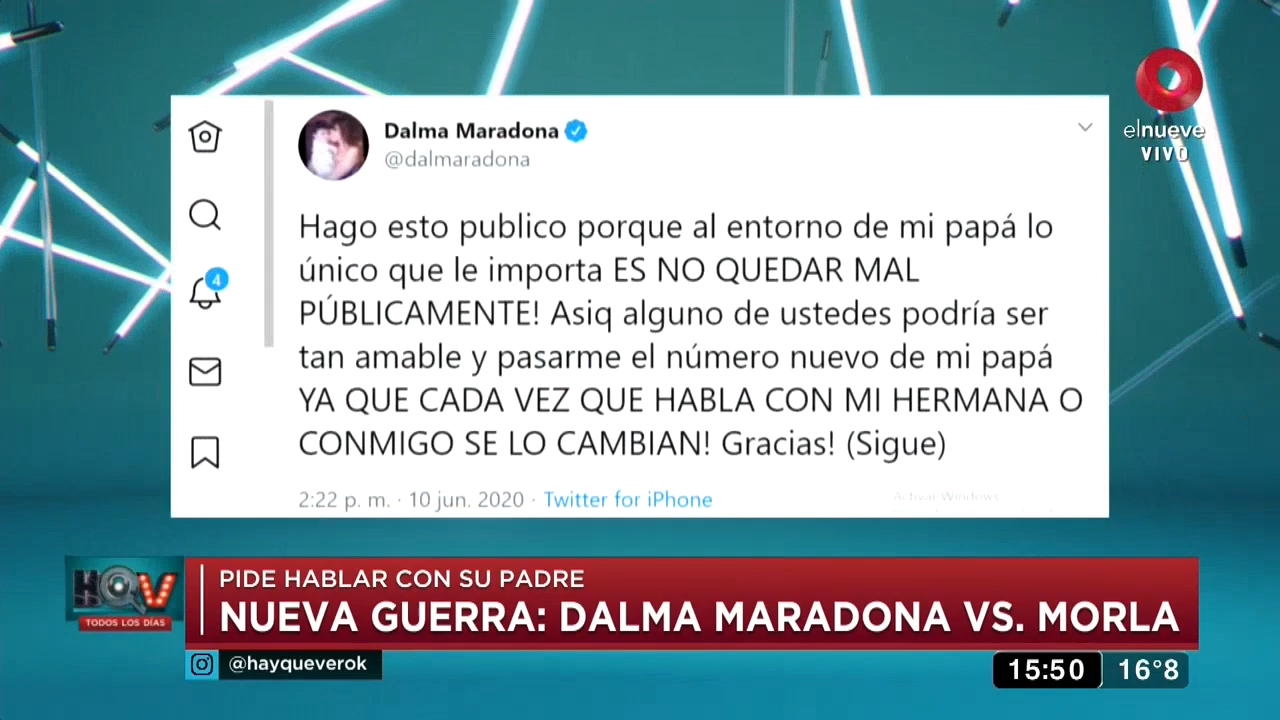 Dalma Maradona
@dalmaradona
Hago esto publico porque al entorno de mi papá lo
único que le importa ES NO QUEDAR MAL
PÚBLICAMENTE! Asiq alguno de ustedes podría ser
tan amable y pasarme el número nuevo de mi papá
YA QUE CADA VEZ QUE HABLA CON MI HERMANA O
CONMIGO SE LO CAMBIAN! Gracias! (Sigue)
2:22 p. m. · 10 jun. 2020 · Twitter for iPhone
Activar Windows
4
elnueve
VIVO
HQV
TODOS LOS DÍAS
PIDE HABLAR CON SU PADRE
NUEVA GUERRA: DALMA MARADONA VS. MORLA
@hayqueverok
15:50 16°8